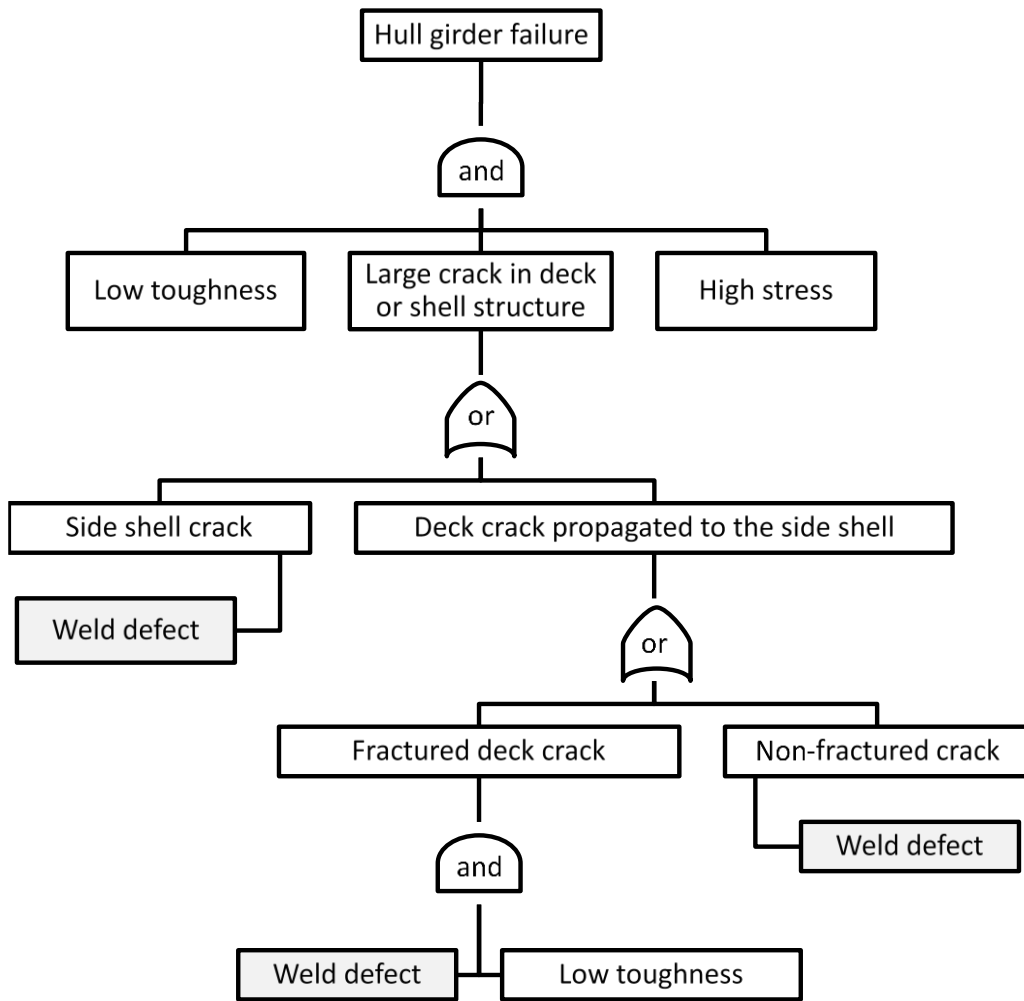 Hull girder failure
and
Low toughness
Large crack in deck
or shell structure
High stress
or
Side shell crack
Deck crack propagated to the side shell
Weld defect
or
Fractured deck crack
Non-fractured crack
Weld defect
and
Weld defect
Low toughness